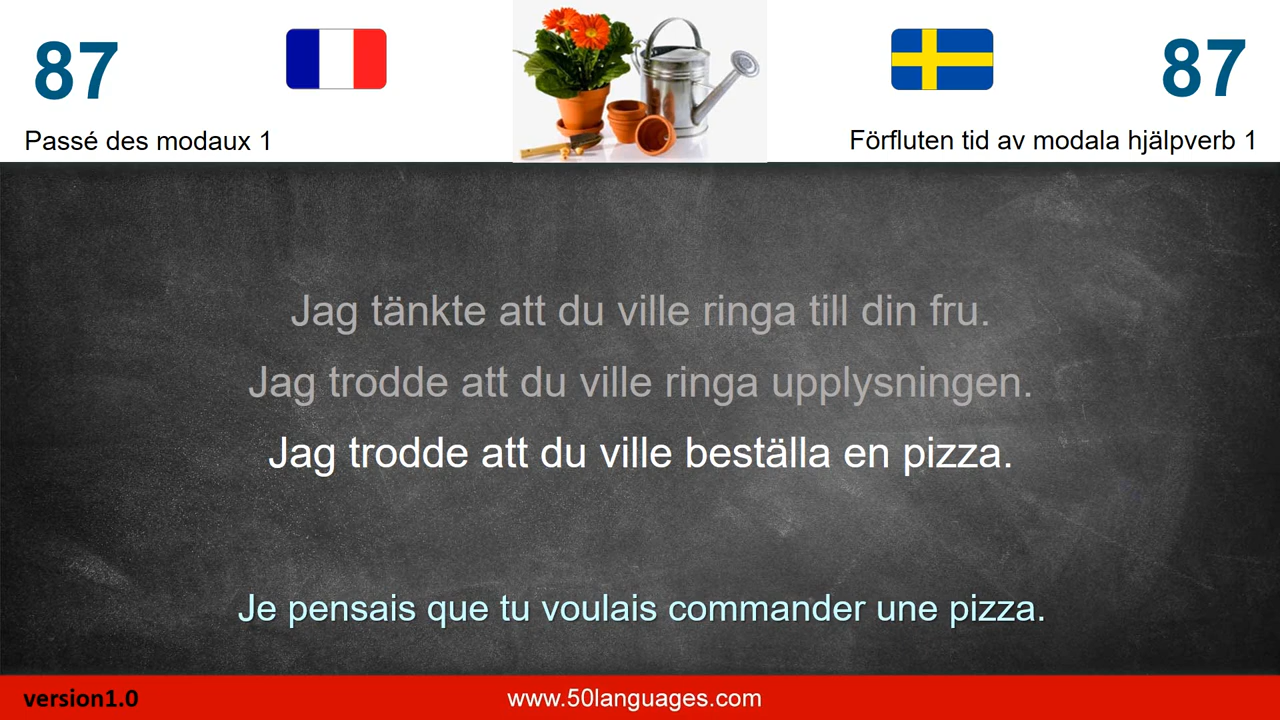 87
87
Passé des modaux 1
Förfluten tid av modala hjälpverb 1
Jag tänkte att du ville ringa till din fru.
Jag trodde att du ville ringa upplysningen.
Jag trodde att du ville beställa en pizza.
Je pensais que tu voulais commander une pizza.
version1.0
www.50languages.com